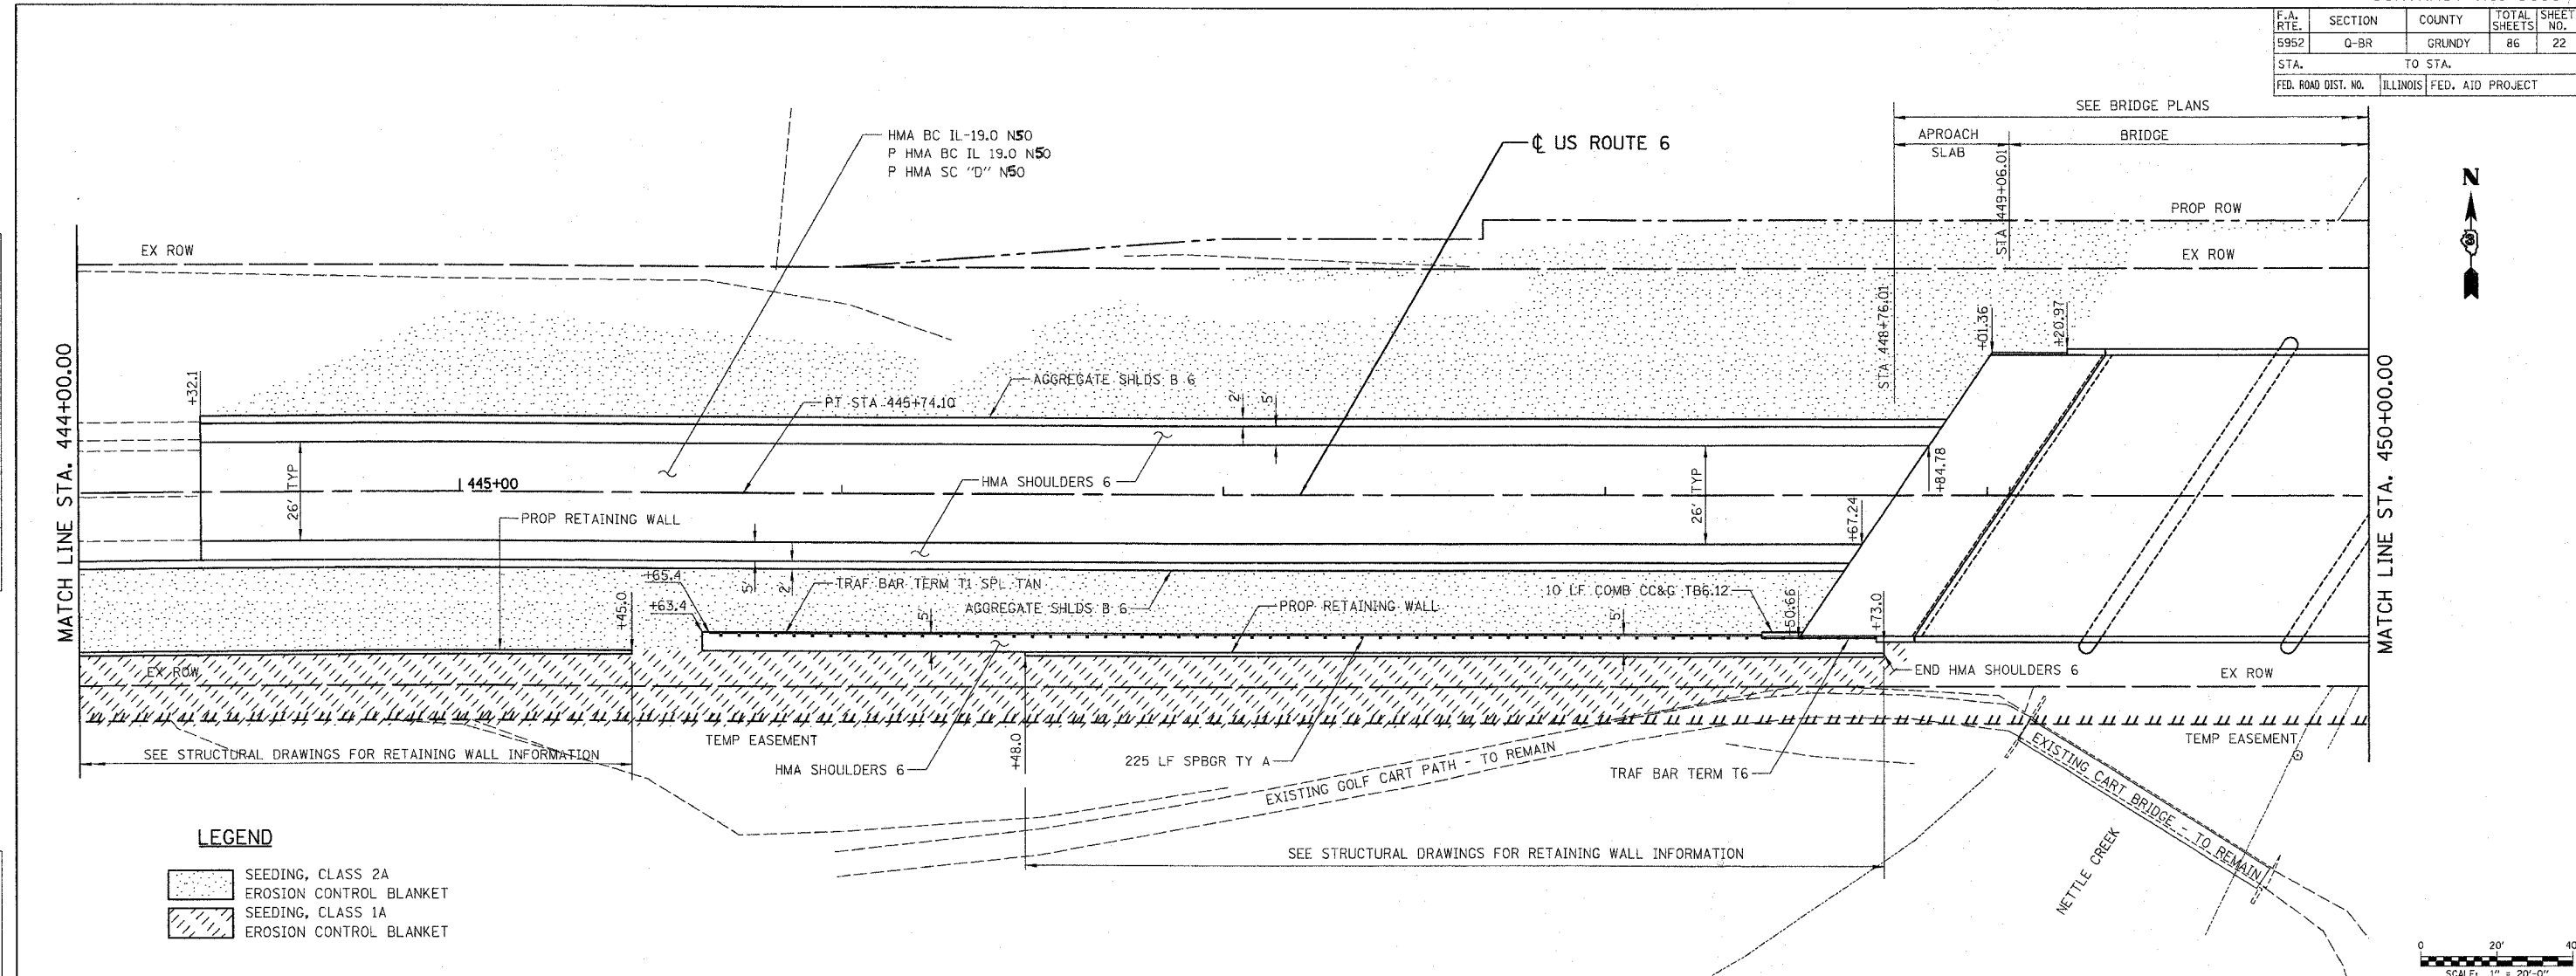 F.A. RTE. SECTION COUNTY TOTAL SHEETS SHEET NO.
5952 Q-BR GRUNDY 86 22
STA. TO STA.
FED. ROAD DIST. NO. ILLINOIS FED. AID PROJECT
SEE BRIDGE PLANS
APROACH SLAB
BRIDGE
STA 449+06.01
HMA BC IL-19.0 N50
P HMA BC IL 19.0 N50
P HMA SC "D" N50
℄ US ROUTE 6
N
PROP ROW
EX ROW
EX ROW
STA 448+76.01
+01.36
+20.97
MATCH LINE STA. 444+00.00
MATCH LINE STA. 450+00.00
+32.1
AGGREGATE SHLDS B 6
PT STA 445+74.10
2'
5'
26' TYP
445+00
HMA SHOULDERS 6
26' TYP
+84.78
+67.24
PROP RETAINING WALL
+65.4
+63.4
+45.0
5'
2'
TRAF BAR TERM T1 SPL TAN
AGGREGATE SHLDS B 6
5'
PROP RETAINING WALL
10 LF COMB CC&G TB6.12
5'
+50.66
+73.0
EX ROW
END HMA SHOULDERS 6
EX ROW
TEMP EASEMENT
TEMP EASEMENT
SEE STRUCTURAL DRAWINGS FOR RETAINING WALL INFORMATION
HMA SHOULDERS 6
+48.0
225 LF SPBGR TY A
EXISTING GOLF CART PATH - TO REMAIN
TRAF BAR TERM T6
EXISTING CART BRIDGE - TO REMAIN
NETTLE CREEK
SEE STRUCTURAL DRAWINGS FOR RETAINING WALL INFORMATION
LEGEND
SEEDING, CLASS 2A
EROSION CONTROL BLANKET
SEEDING, CLASS 1A
EROSION CONTROL BLANKET
0 20' 40
SCALE: 1" = 20'-0"